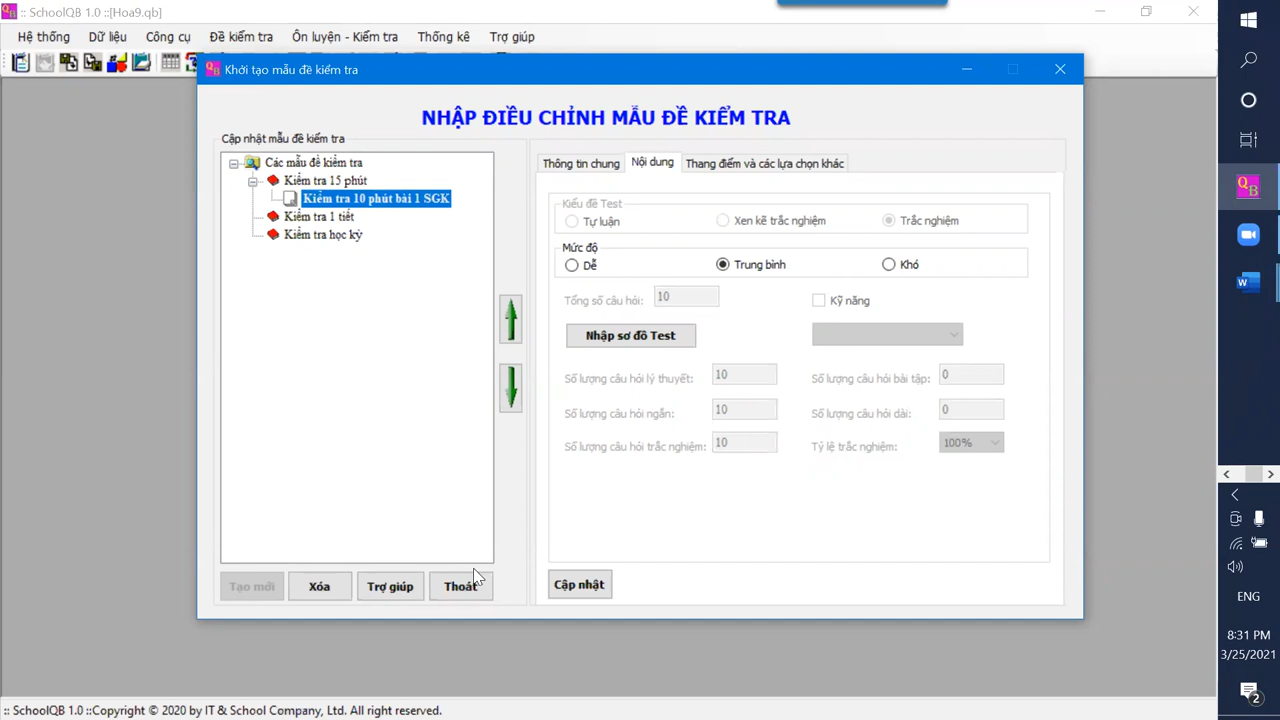 :: SchoolQB 1.0 ::[Hoa9.qb]
Hệ thống Dữ liệu Công cụ Đề kiểm tra Ôn luyện - Kiểm tra Thống kê Trợ giúp
Khởi tạo mẫu đề kiểm tra
NHẬP ĐIỀU CHỈNH MẪU ĐỀ KIỂM TRA
Cập nhật mẫu đề kiểm tra
Các mẫu đề kiểm tra
Kiểm tra 15 phút
Kiểm tra 10 phút bài 1 SGK
Kiểm tra 1 tiết
Kiểm tra học kỳ
Tạo mới Xóa Trợ giúp Thoát
Thông tin chung Nội dung Thang điểm và các lựa chọn khác
Kiểu đề Test
Tự luận Xen kẽ trắc nghiệm Trắc nghiệm
Mức độ
Dễ Trung bình Khó
Tổng số câu hỏi: 10 Kỹ năng
Nhập sơ đồ Test
Số lượng câu hỏi lý thuyết: 10 Số lượng câu hỏi bài tập: 0
Số lượng câu hỏi ngắn: 10 Số lượng câu hỏi dài: 0
Số lượng câu hỏi trắc nghiệm: 10 Tỷ lệ trắc nghiệm: 100%
Cập nhật
ENG
8:31 PM
3/25/2021
2
:: SchoolQB 1.0 ::Copyright © 2020 by IT & School Company, Ltd. All right reserved.